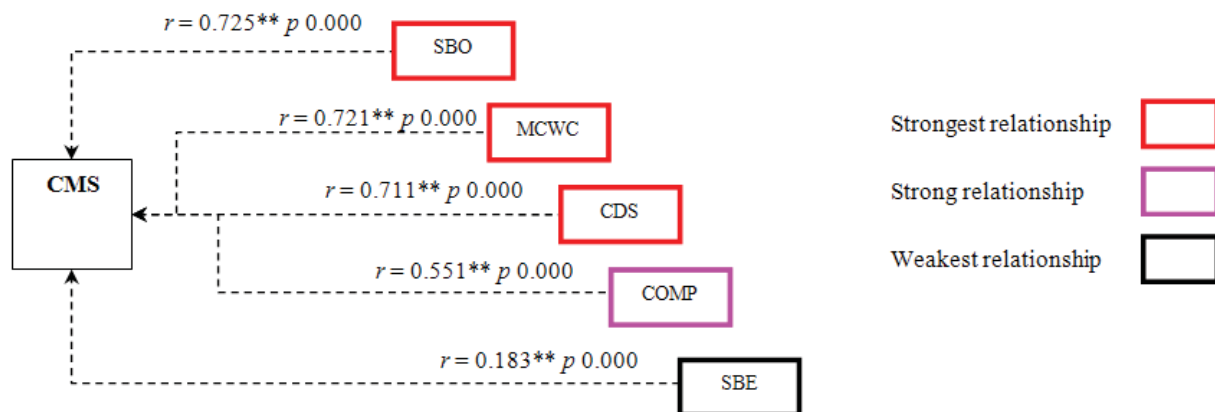 r = 0.725** p 0.000
SBO
r = 0.721** p 0.000
MCWC
CMS
r = 0.711** p 0.000
CDS
r = 0.551** p 0.000
COMP
r = 0.183** p 0.000
SBE
Strongest relationship
Strong relationship
Weakest relationship